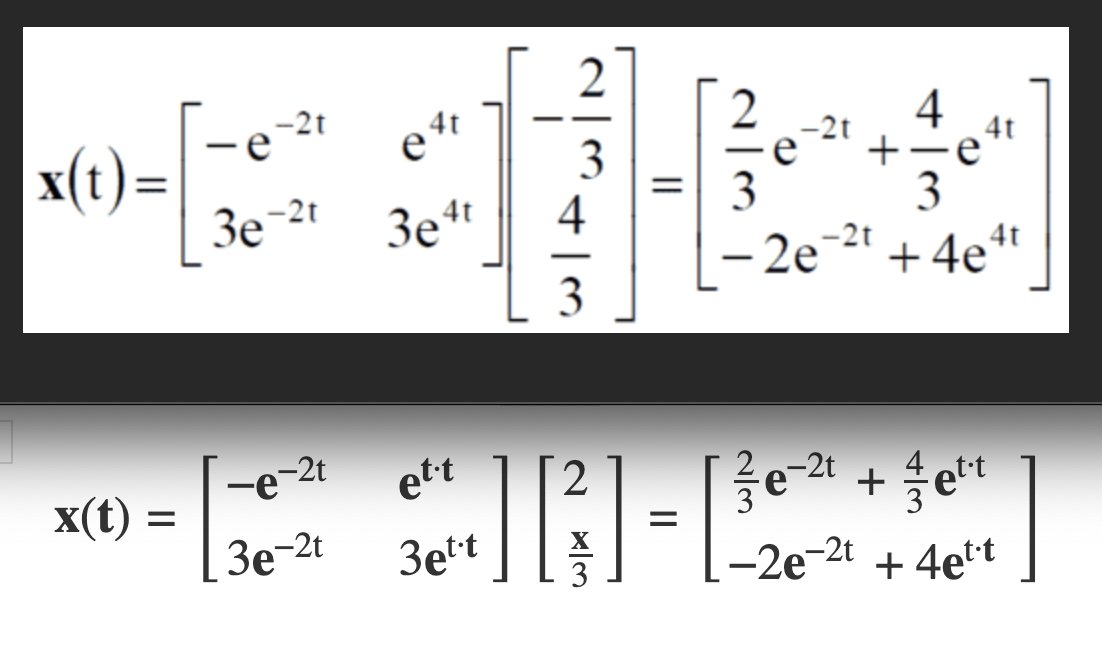 x(t) = [−e^{−2t} e^{4t}; 3e^{−2t} 3e^{4t}] [−2/3; 4/3] = [2/3 e^{−2t} + 4/3 e^{4t}; −2e^{−2t} + 4e^{4t}]
x(t) = [−e^{−2t} e^{t·t}; 3e^{−2t} 3e^{t·t}] [2; x/3] = [2/3 e^{−2t} + 4/3 e^{t·t}; −2e^{−2t} + 4e^{t·t}]